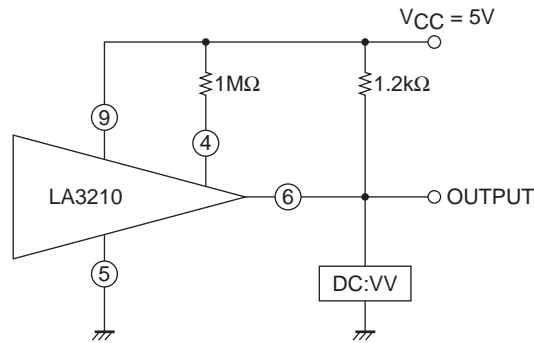 VCC = 5V
1MΩ
1.2kΩ
9
4
LA3210
6
OUTPUT
5
DC:VV